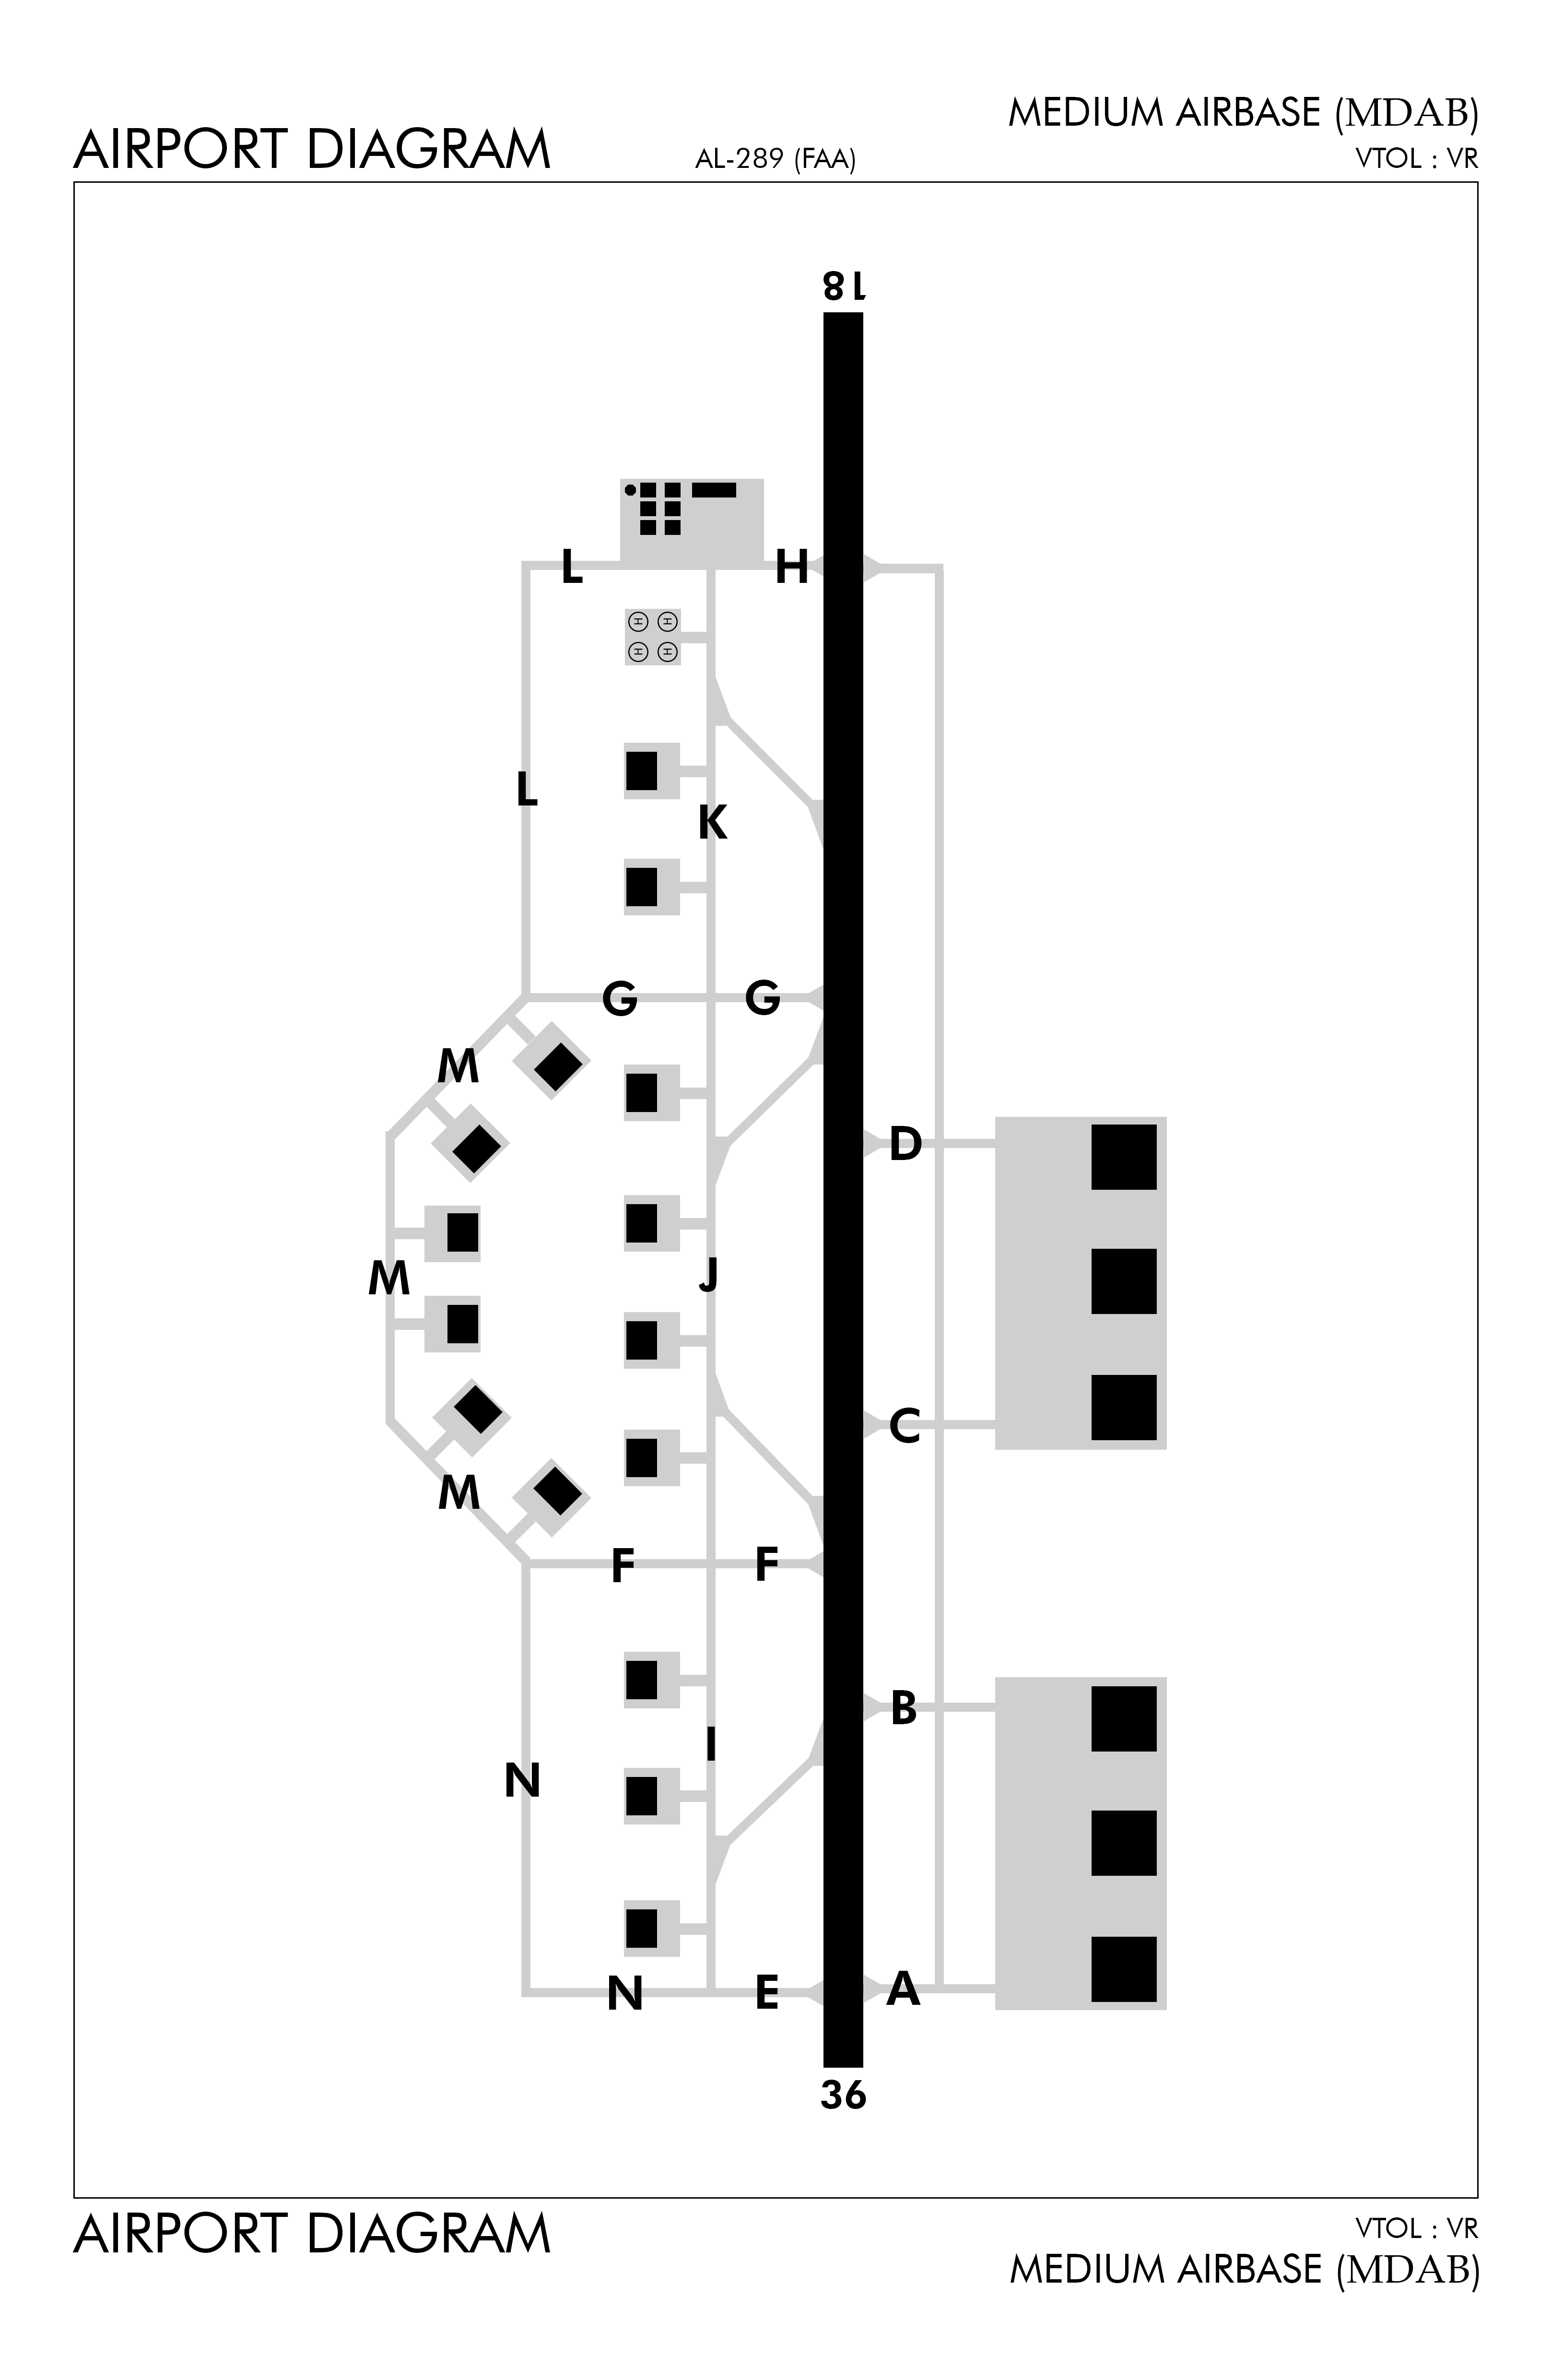 MEDIUM AIRBASE (MDAB)
AIRPORT DIAGRAM
AL-289 (FAA)
VTOL : VR
18
L
H
H H
H H
L
K
G
G
M
D
J
M
C
M
F
F
B
I
N
N
E
A
36
AIRPORT DIAGRAM
VTOL : VR
MEDIUM AIRBASE (MDAB)